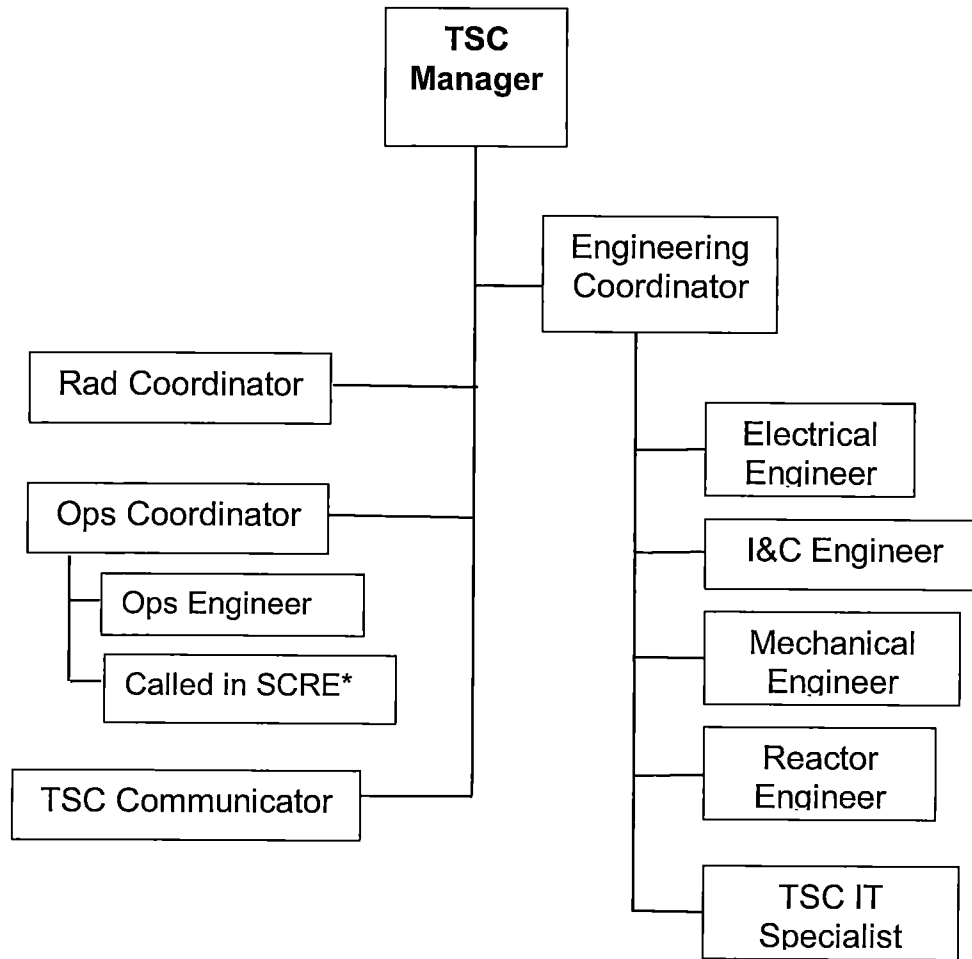 TSC
Manager
Engineering
Coordinator
Rad Coordinator
Electrical
Engineer
Ops Coordinator
I&C Engineer
Ops Engineer
Mechanical
Engineer
Called in SCRE*
Reactor
Engineer
TSC Communicator
TSC IT
Specialist